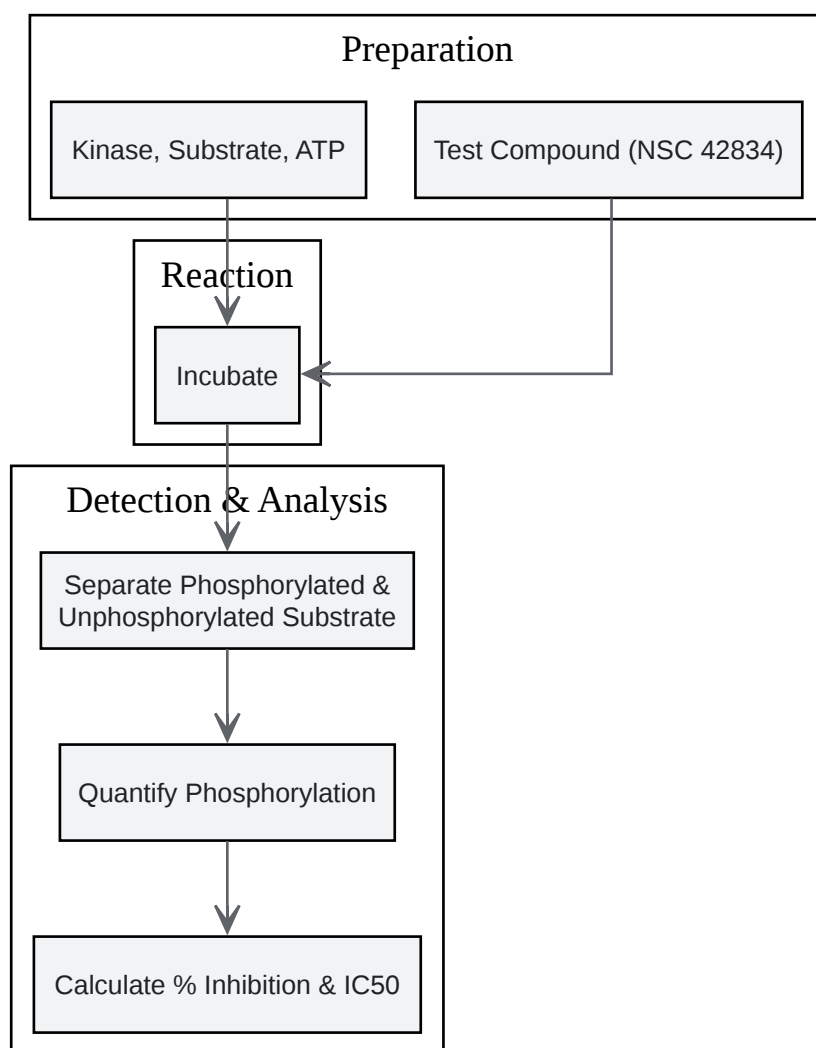 Preparation
Kinase, Substrate, ATP
Test Compound (NSC 42834)
Reaction
Incubate
Detection & Analysis
Separate Phosphorylated &
Unphosphorylated Substrate
Quantify Phosphorylation
Calculate % Inhibition & IC50